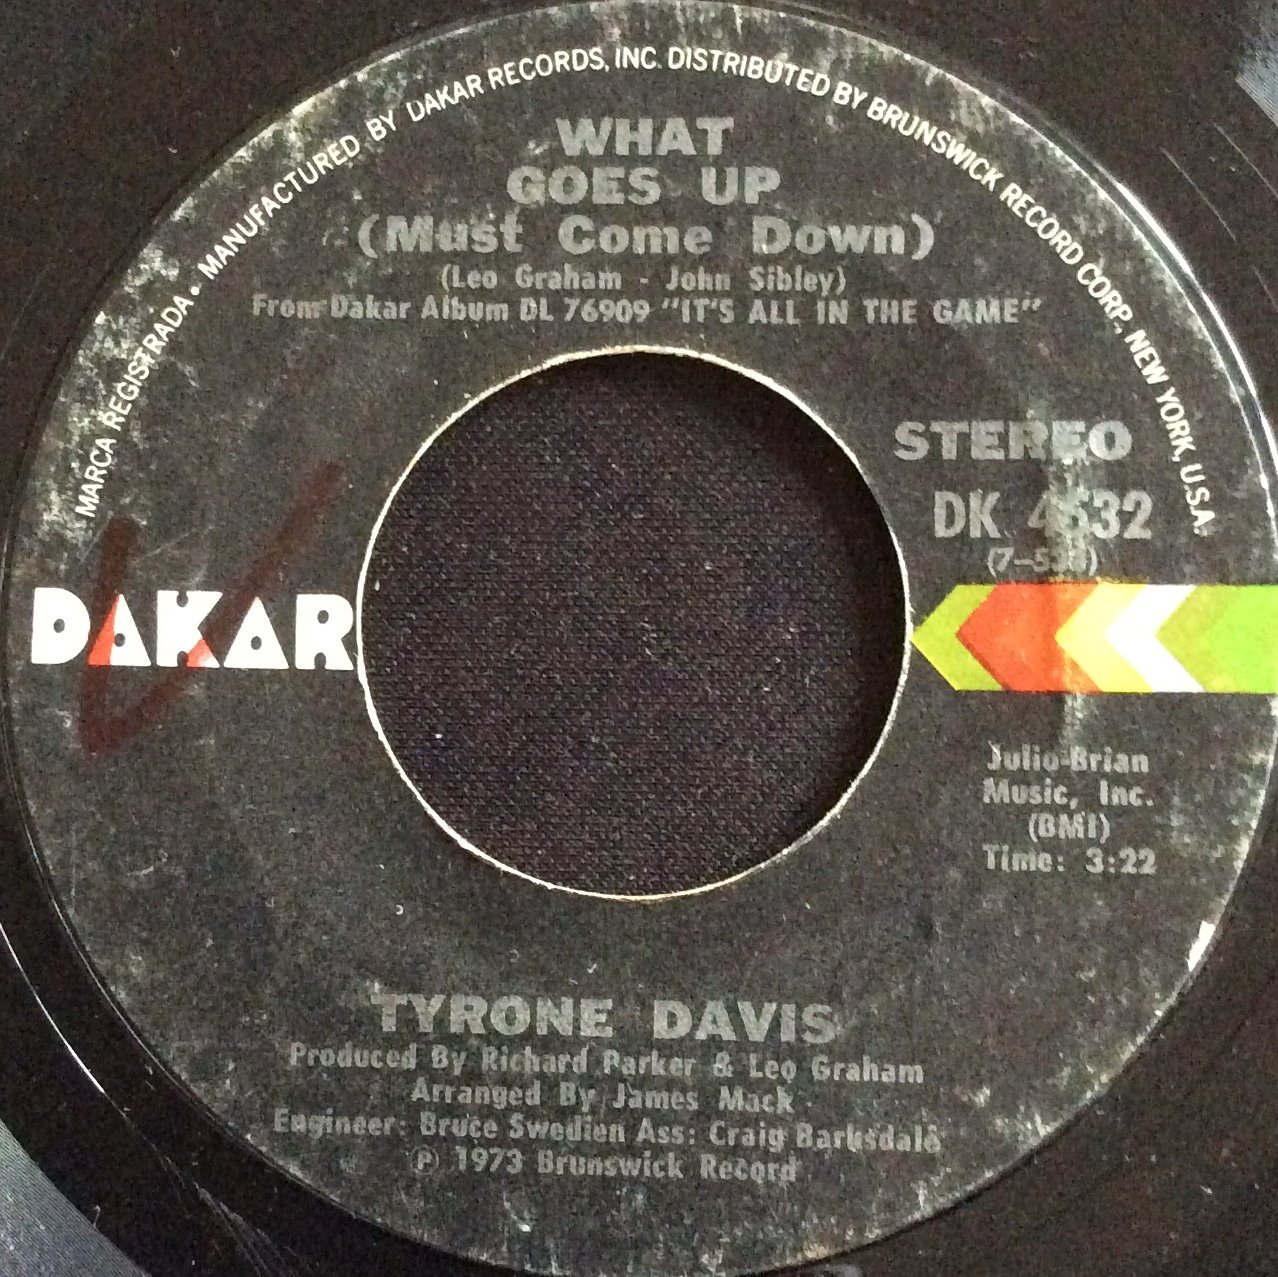 MARCA REGISTRADA • MANUFACTURED BY DAKAR RECORDS, INC. DISTRIBUTED BY BRUNSWICK RECORD CORP. NEW YORK, U.S.A.
WHAT
GOES UP
(Must Come Down)
(Leo Graham - John Sibley)
From Dakar Album DL 76909 "IT'S ALL IN THE GAME"
STEREO
DK 4532
DAKAR
Julio-Brian
Music, Inc.
(BMI)
Time: 3:22
TYRONE DAVIS
Produced By Richard Parker & Leo Graham
Arranged By James Mack
Engineer: Bruce Swedien Ass: Craig Barksdale
Ⓟ 1973 Brunswick Record